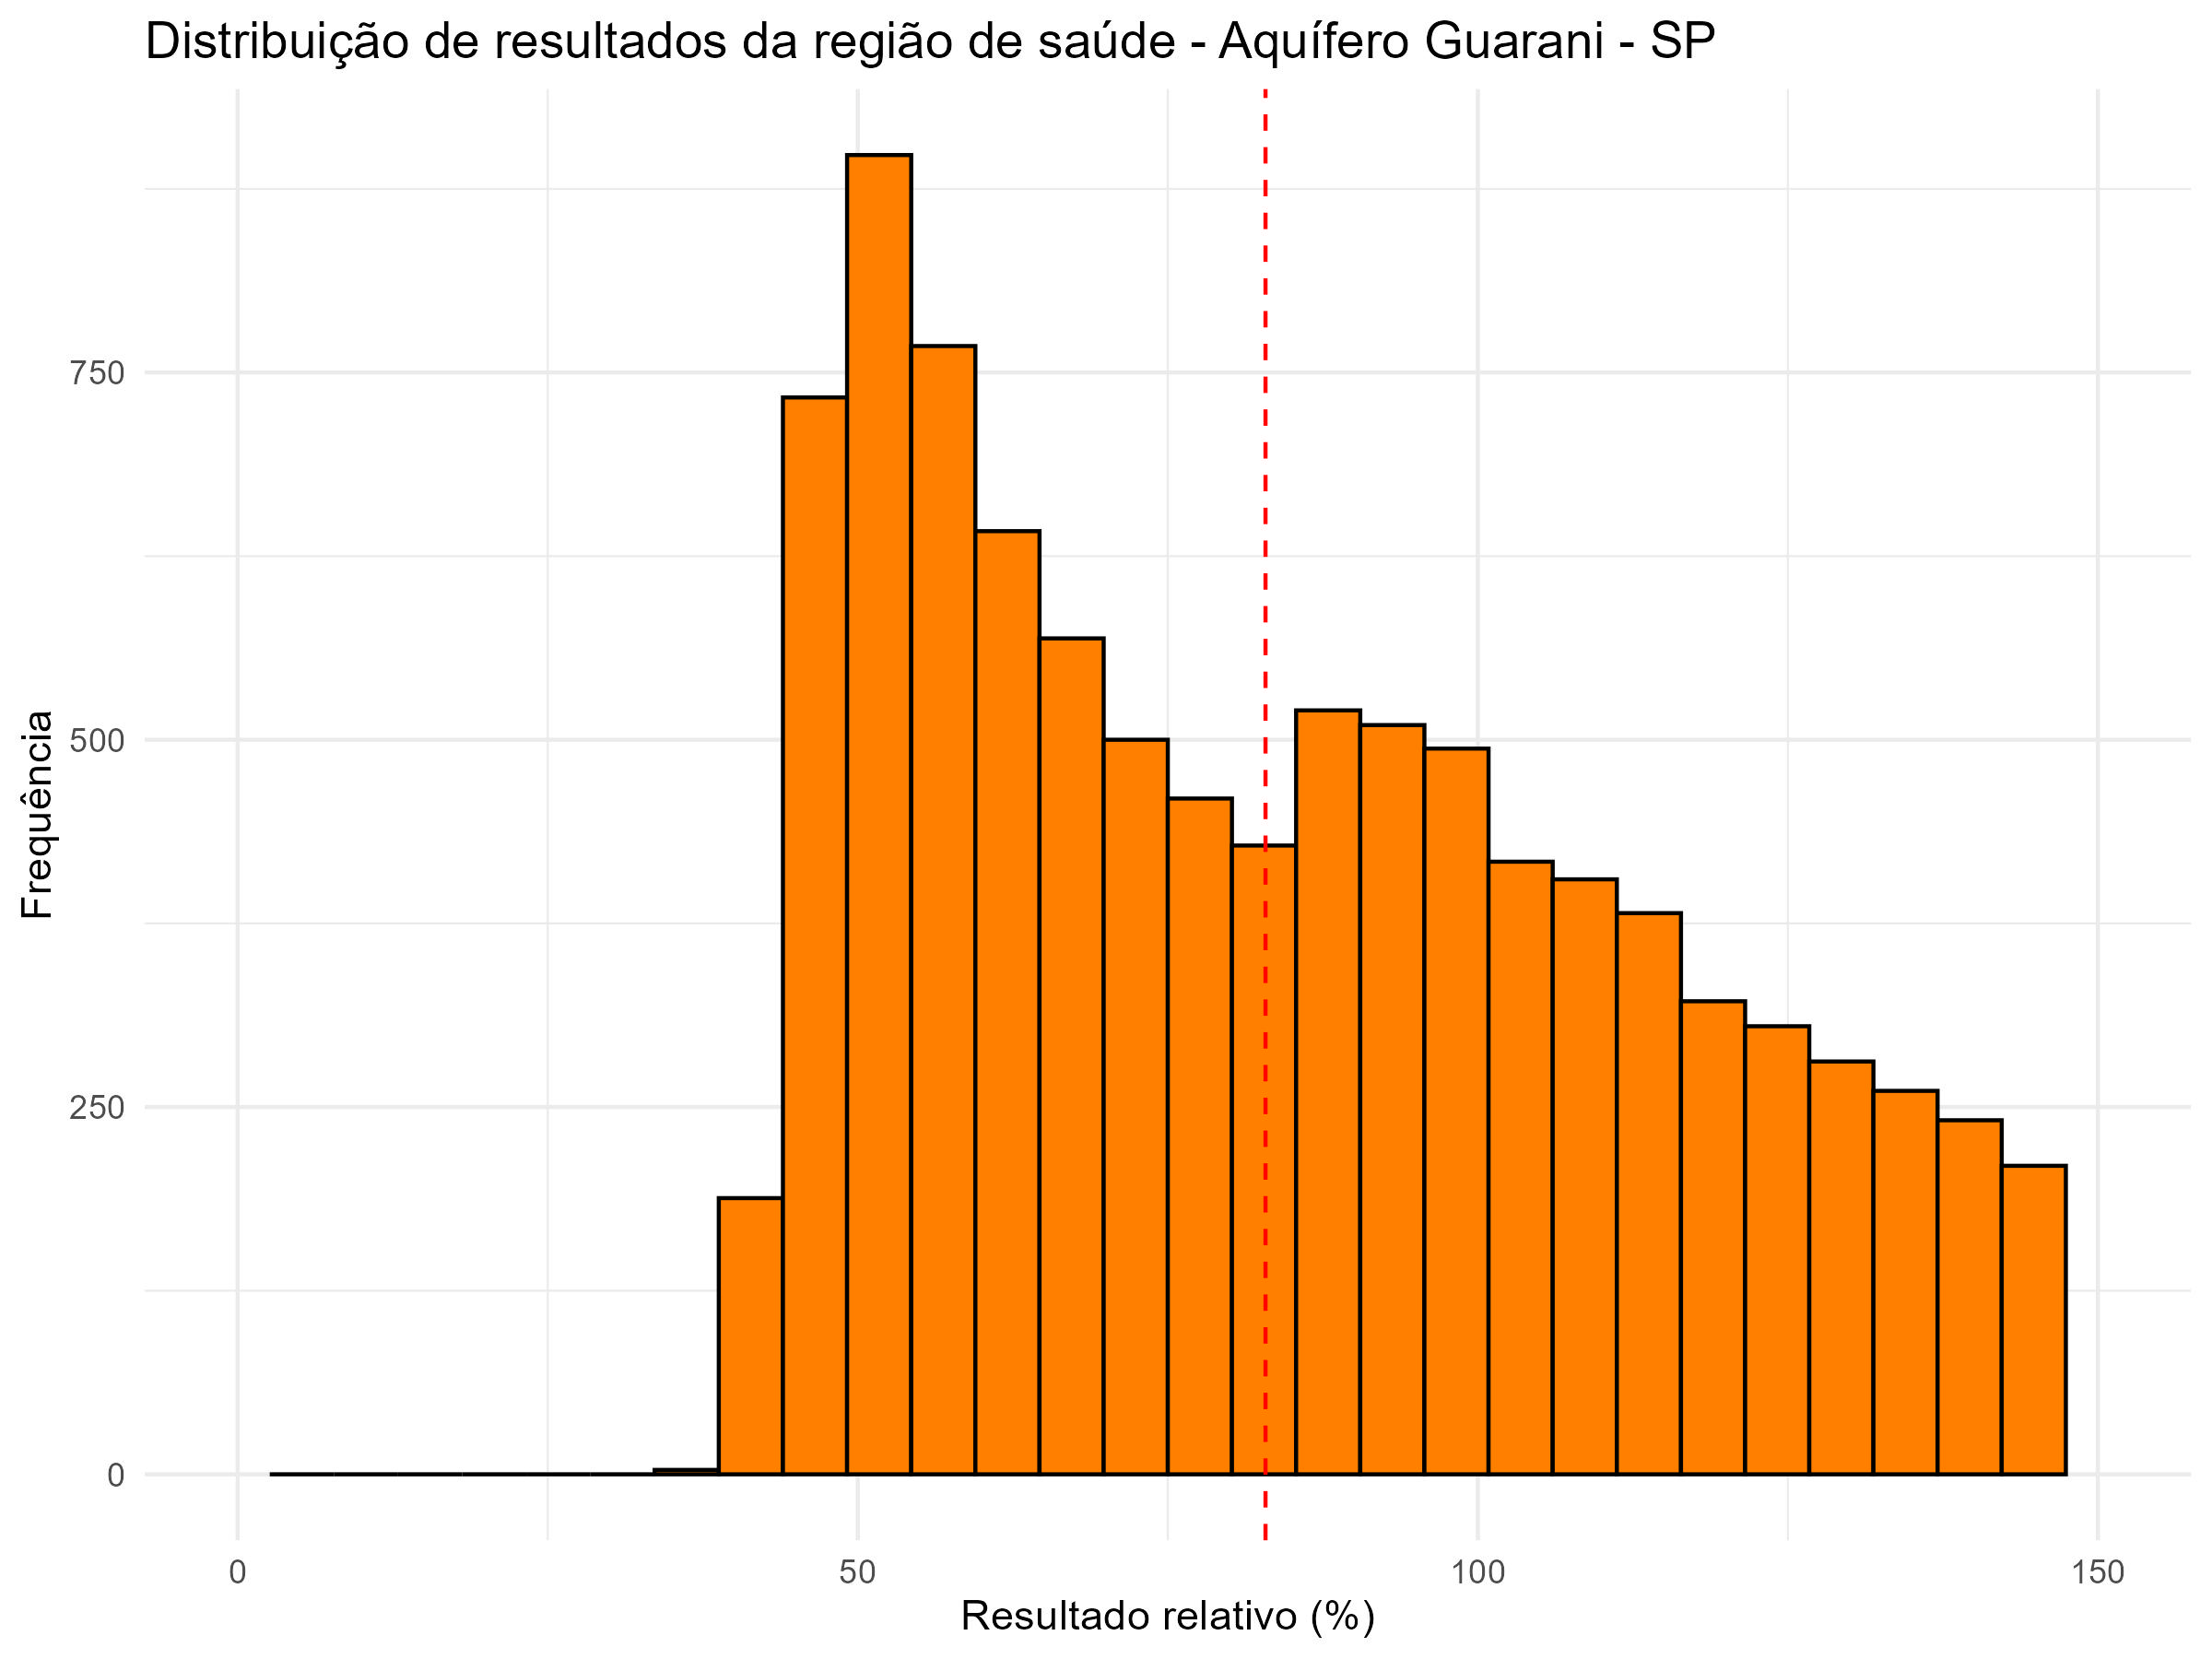 Distribuição de resultados da região de saúde - Aquífero Guarani - SP
Frequência
750
500
250
0
0 50 100 150
Resultado relativo (%)